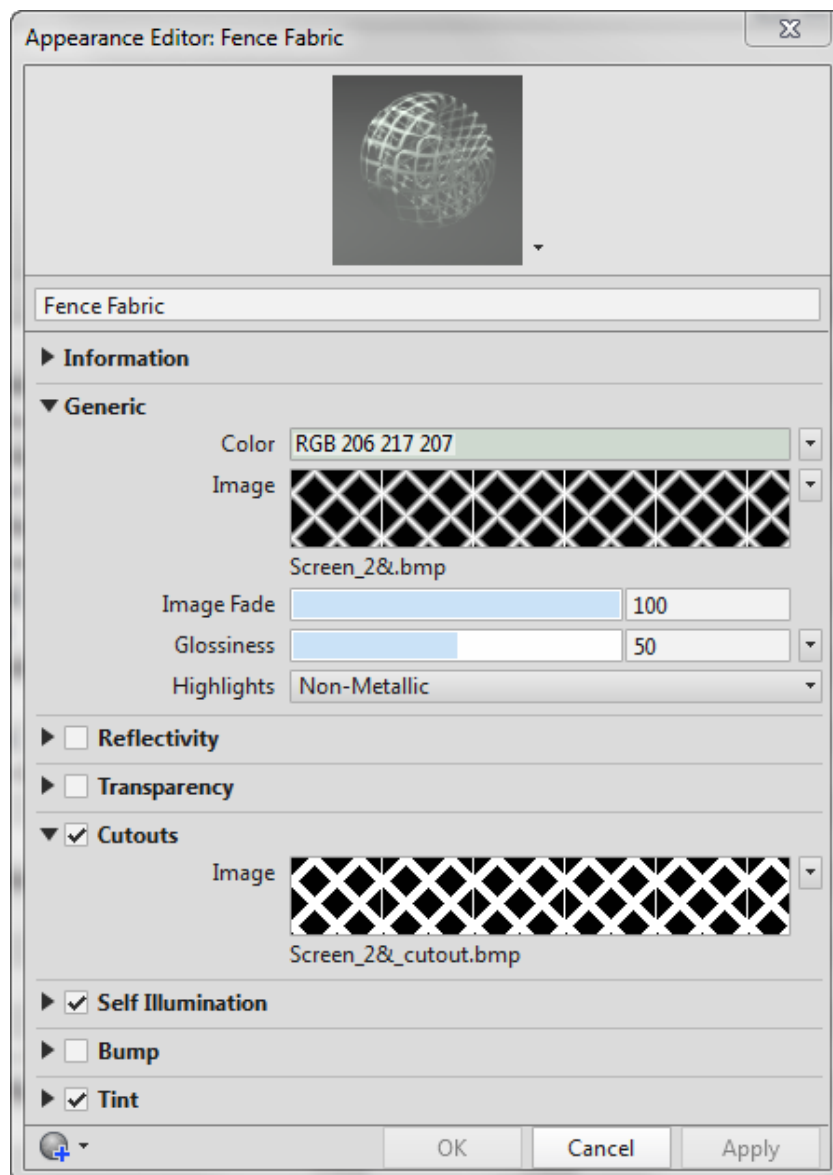 Appearance Editor: Fence Fabric
Fence Fabric
Information
Generic
Color RGB 206 217 207
Image
Screen_2&.bmp
Image Fade 100
Glossiness 50
Highlights Non-Metallic
Reflectivity
Transparency
Cutouts
Image
Screen_2&_cutout.bmp
Self Illumination
Bump
Tint
OK Cancel Apply